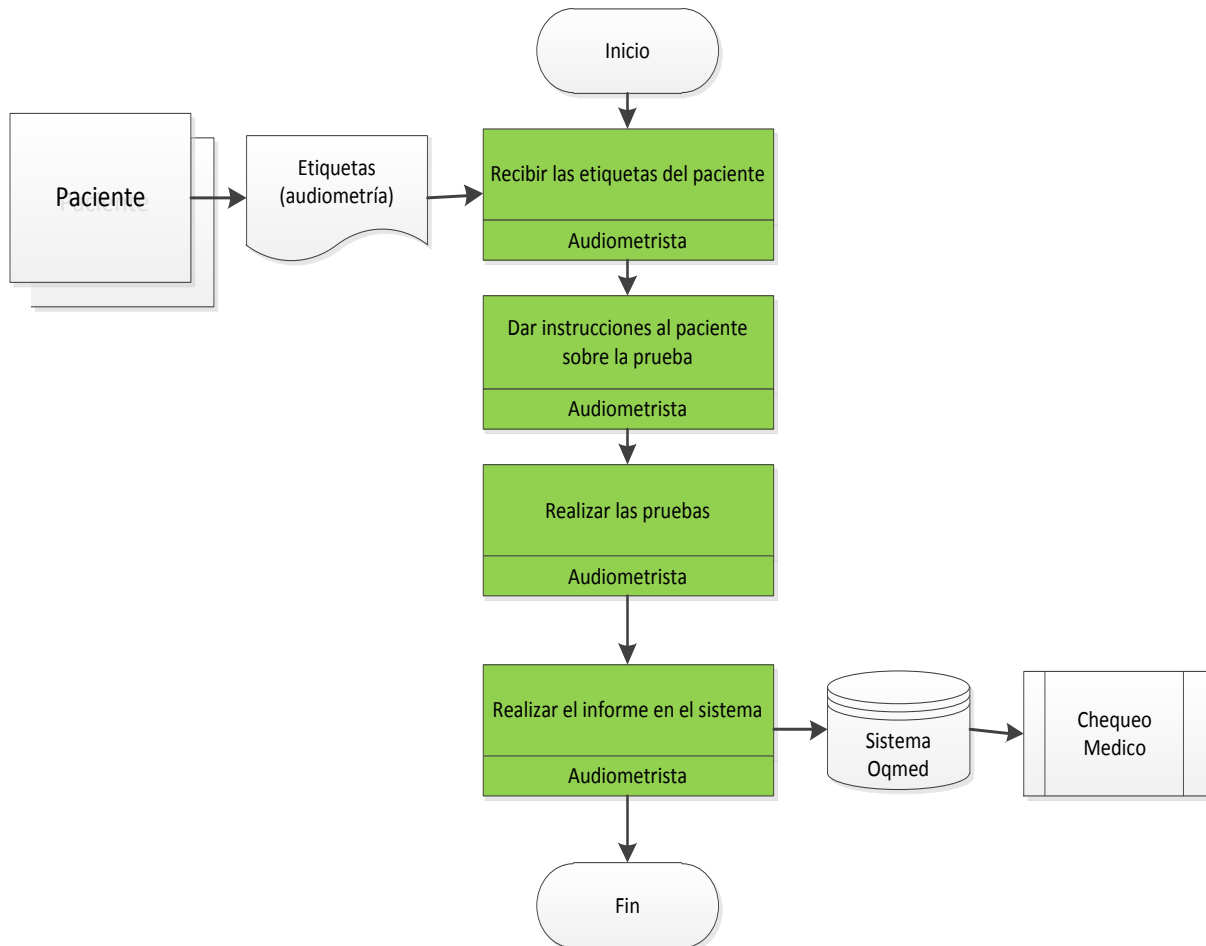 Inicio
Paciente
Etiquetas
(audiometría)
Recibir las etiquetas del paciente
Audiometrista
Dar instrucciones al paciente
sobre la prueba
Audiometrista
Realizar las pruebas
Audiometrista
Realizar el informe en el sistema
Audiometrista
Sistema
Oqmed
Chequeo
Medico
Fin